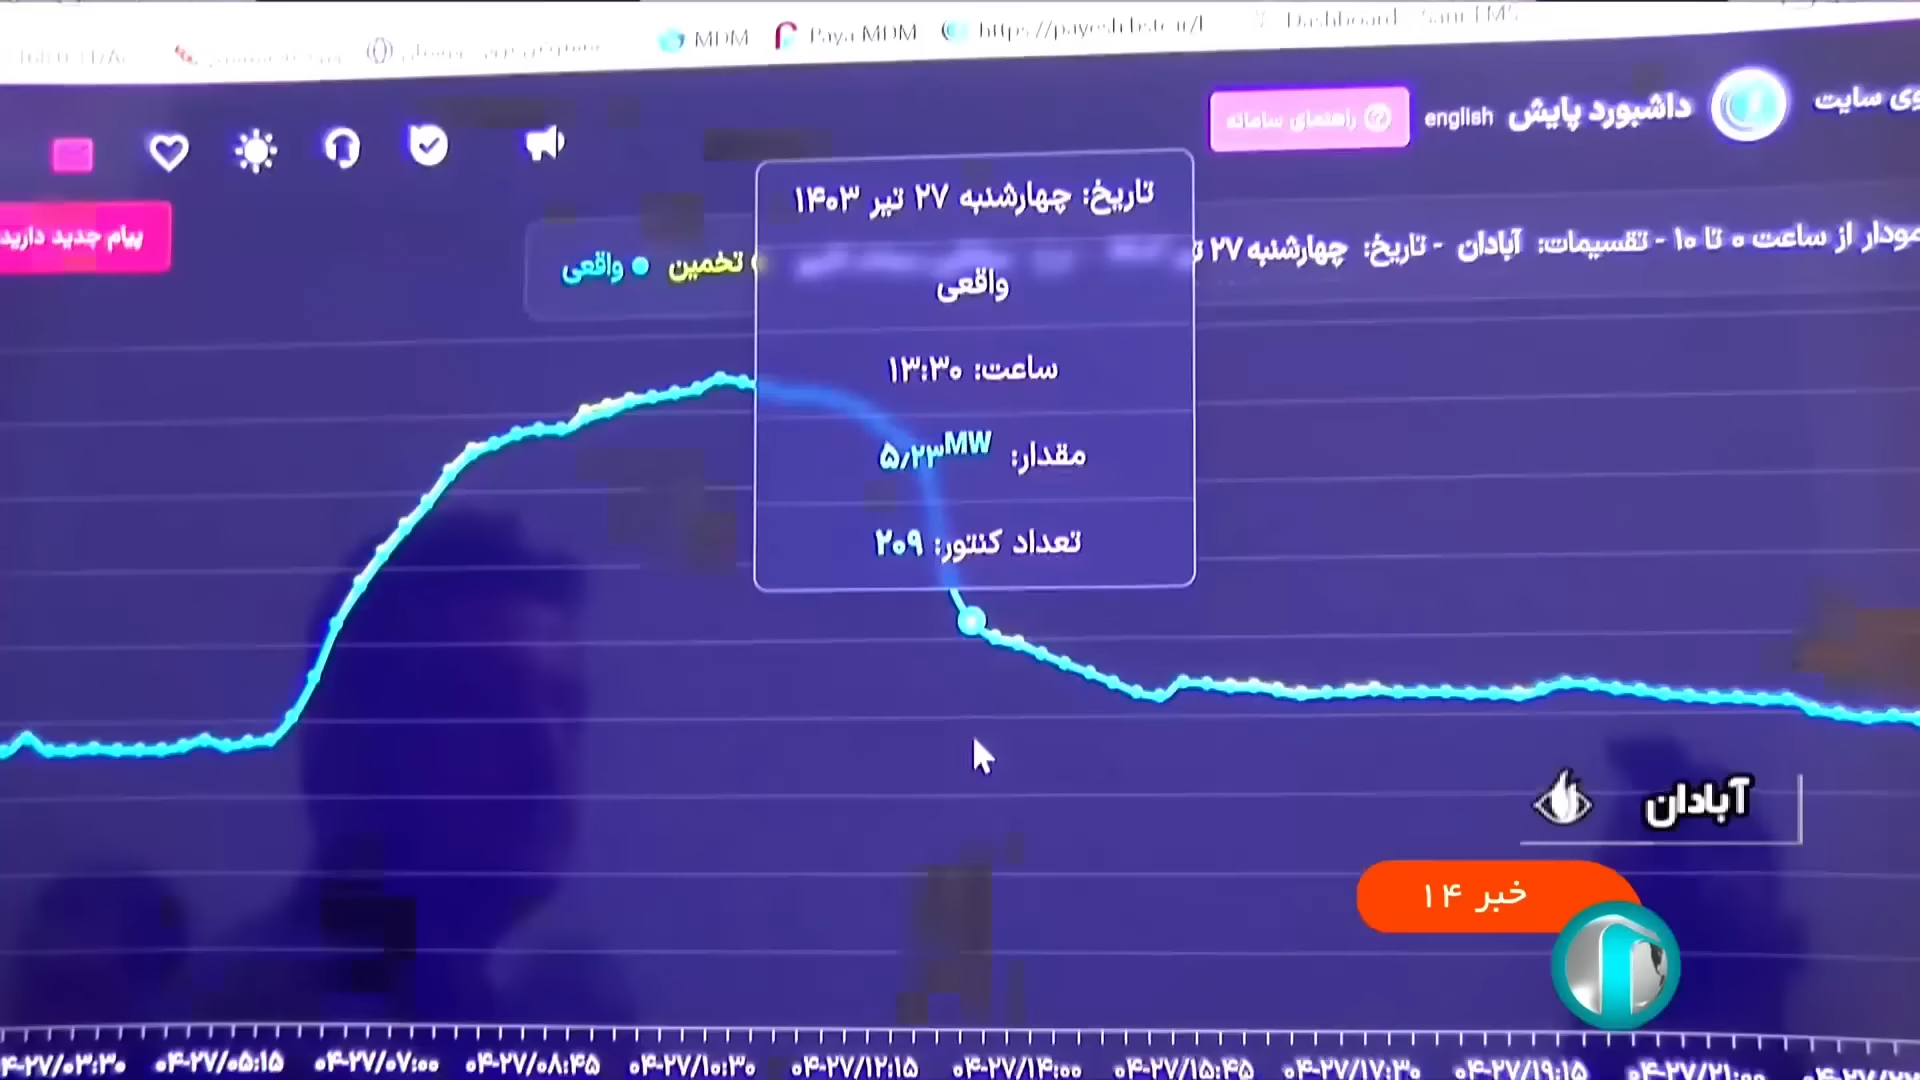 MDM
Paya MDM
وی سایت
داشبورد پایش
english
راهنمای سامانه
پیام جدید دارید
نمودار از ساعت ۰ تا ۱۰ - تقسیمات: آبادان - تاریخ: چهارشنبه ۲۷
تخمین
واقعی
تاریخ: چهارشنبه ۲۷ تیر ۱۴۰۳
واقعی
ساعت: ۱۳:۳۰
مقدار: ۵٫۲۳MW
تعداد کنتور: ۲۰۹
آبادان
خبر ۱۴
۰۴-۲۷/۰۳:۳۰ ۰۴-۲۷/۰۵:۱۵ ۰۴-۲۷/۰۷:۰۰ ۰۴-۲۷/۰۸:۴۵ ۰۴-۲۷/۱۰:۳۰ ۰۴-۲۷/۱۲:۱۵ ۰۴-۲۷/۱۴:۰۰ ۰۴-۲۷/۱۵:۴۵ ۰۴-۲۷/۱۷:۳۰ ۰۴-۲۷/۱۹:۱۵ ۰۴-۲۷/۲۱:۰۰